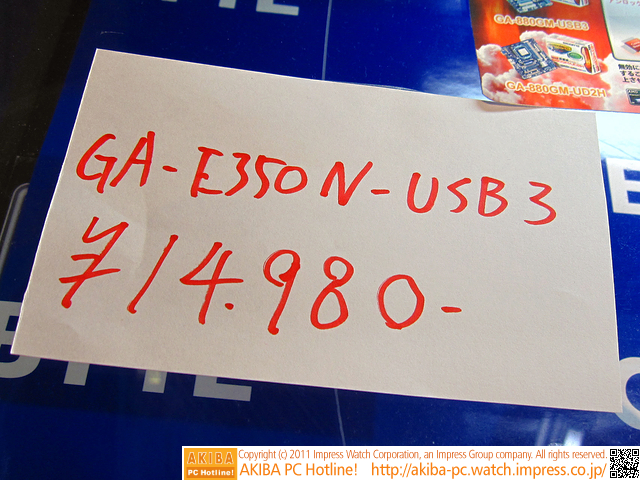 GA-880GM-USB3
GA-880GM-UD2H
GA-E350N-USB3
¥14.980-
AKIBA
PC Hotline!
Copyright (c) 2011 Impress Watch Corporation, an Impress Group company. All rights reserved.
AKIBA PC Hotline! http://akiba-pc.watch.impress.co.jp/